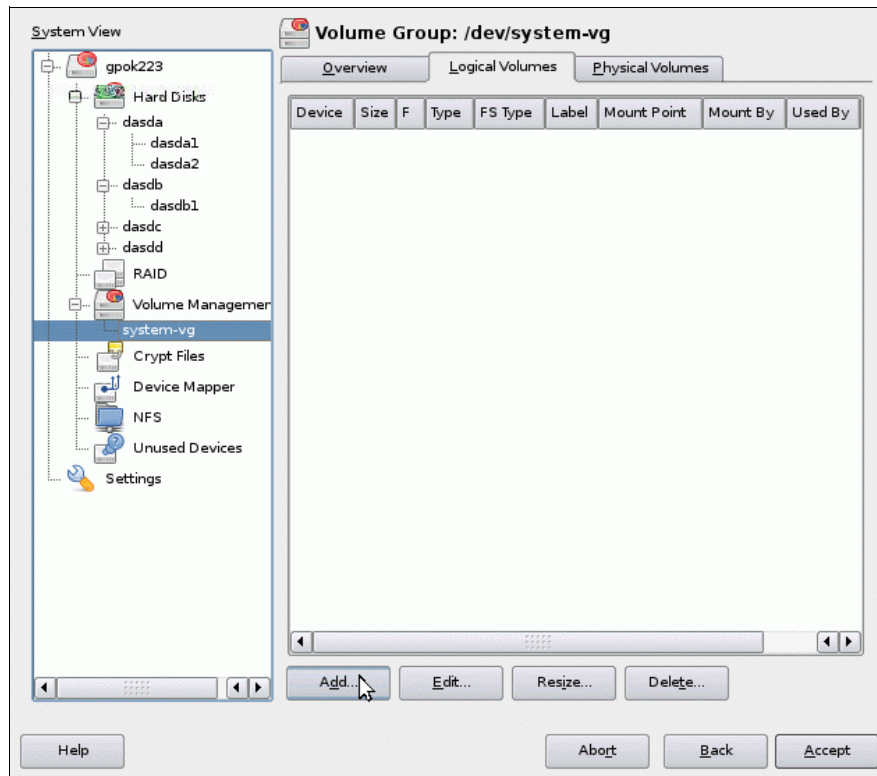 System View
gpok223
Hard Disks
dasda
dasda1
dasda2
dasdb
dasdb1
dasdc
dasdd
RAID
Volume Managemen
system-vg
Crypt Files
Device Mapper
NFS
Unused Devices
Settings
Volume Group: /dev/system-vg
Overview
Logical Volumes
Physical Volumes
Device Size F Type FS Type Label Mount Point Mount By Used By
Add... Edit... Resize... Delete...
Help Abort Back Accept